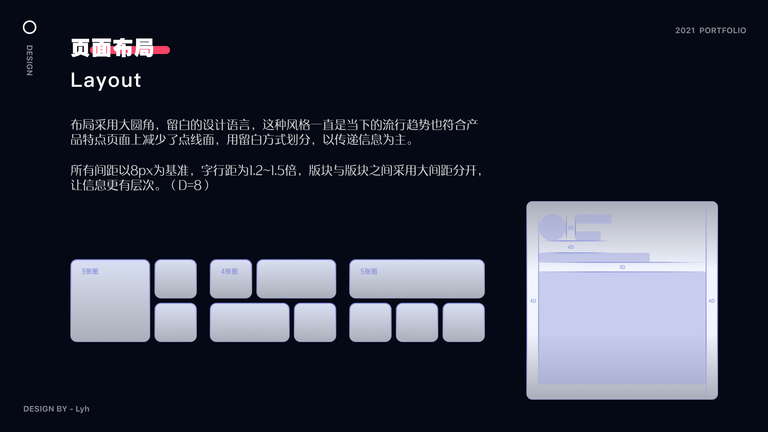 2021 PORTFOLIO
DESIGN
页面布局
Layout
布局采用大圆角，留白的设计语言，这种风格一直是当下的流行趋势也符合产
品特点页面上减少了点线面，用留白方式划分，以传递信息为主。
所有间距以8px为基准，字行距为1.2~1.5倍，版块与版块之间采用大间距分开，
让信息更有层次。（D=8）
3张图
4张图
5张图
4D
3D
4D
4D
DESIGN BY - Lyh